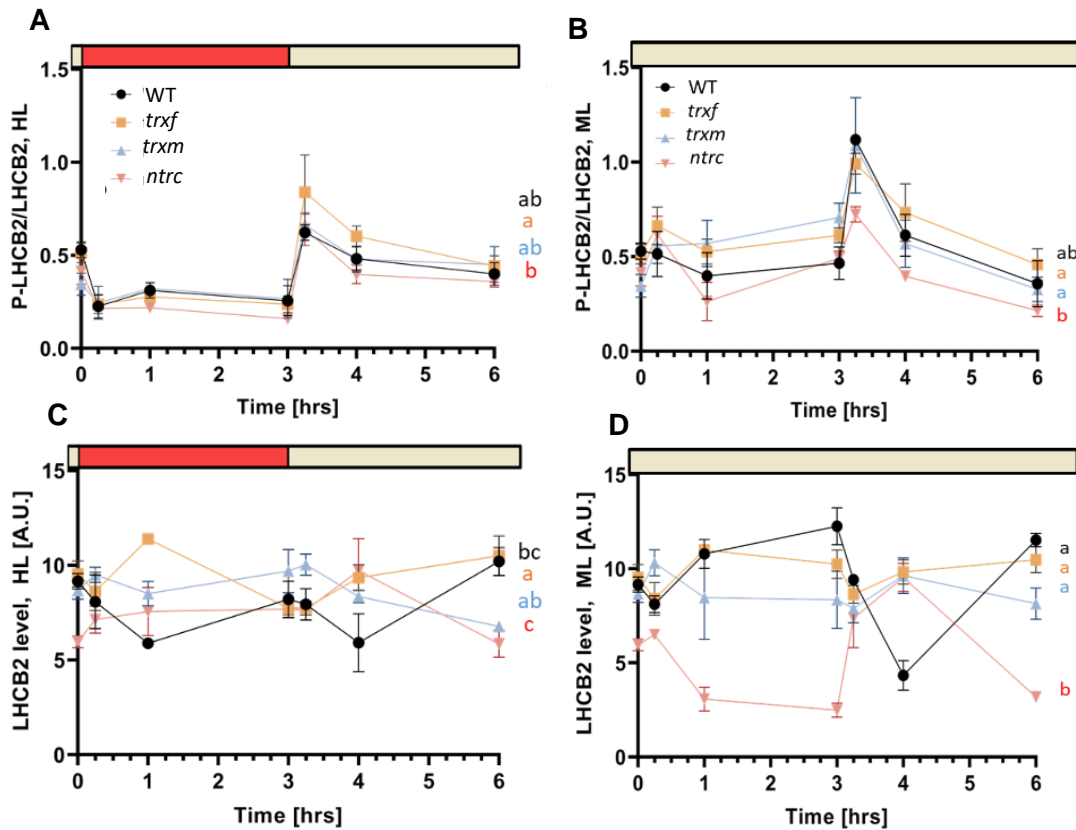 A
P-LHCB2/LHCB2, HL
1.5
1.0
0.5
0.0
WT
trxf
trxm
ntrc
ab
a
ab
b
0 1 3 4 5 6
Time [hrs]
B
P-LHCB2/LHCB2, ML
1.5
1.0
0.5
0.0
WT
trxf
trxm
ntrc
ab
a
a
b
0 1 2 3 4 5 6
Time [hrs]
C
LHCB2 level, HL [A.U.]
15
10
5
0
bc
a
ab
c
0 1 3 4 5 6
Time [hrs]
D
LHCB2 level, ML [A.U.]
15
10
5
0
a
a
a
b
0 1 2 3 4 5 6
Time [hrs]